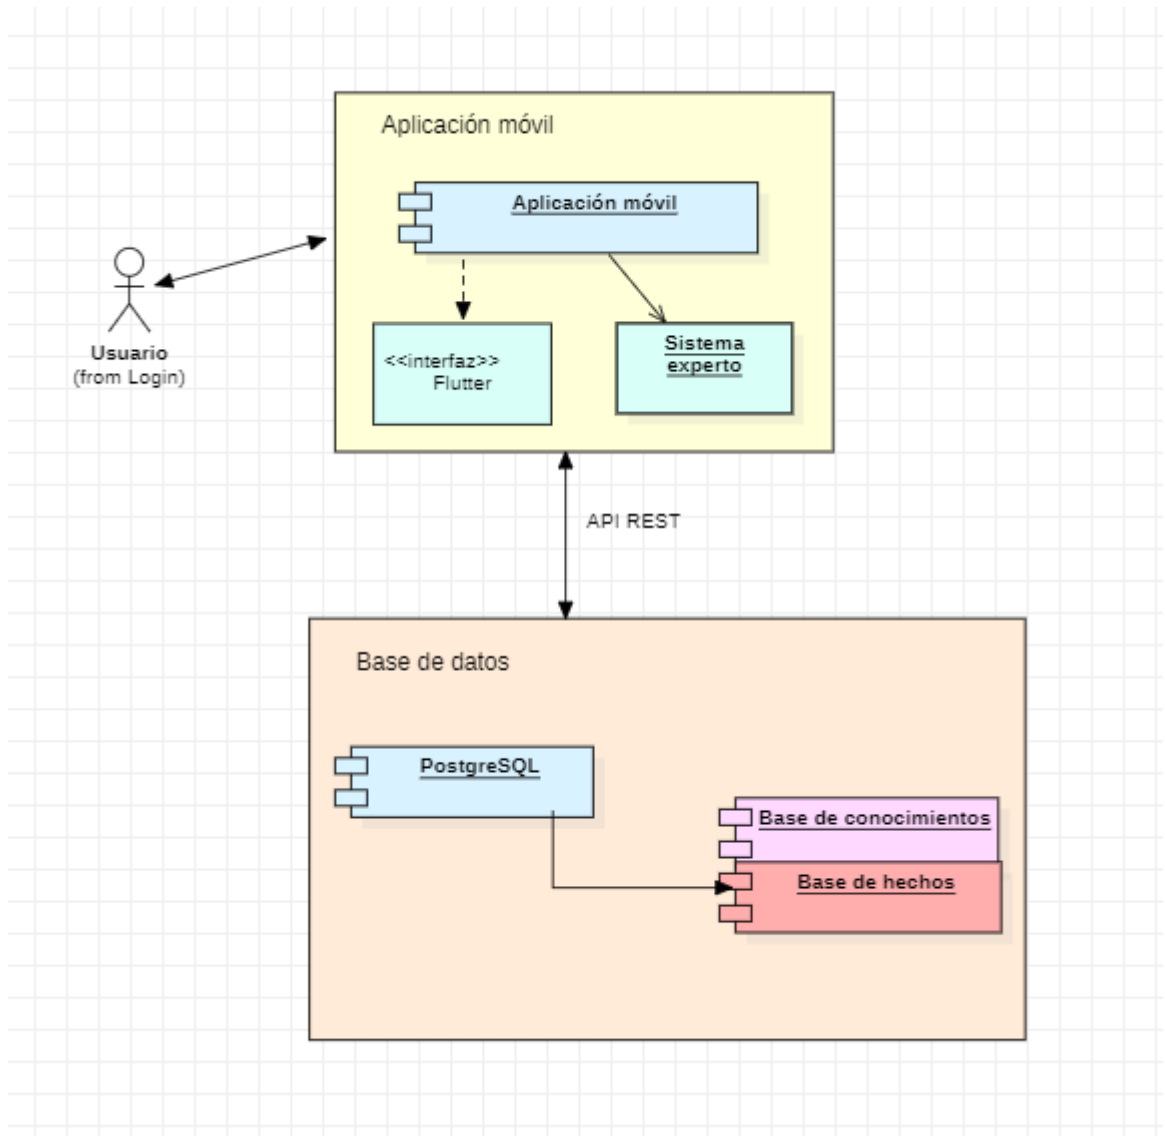 Aplicación móvil
Aplicación móvil
Usuario
(from Login)
<<interfaz>>
Flutter
Sistema
experto
API REST
Base de datos
PostgreSQL
Base de conocimientos
Base de hechos